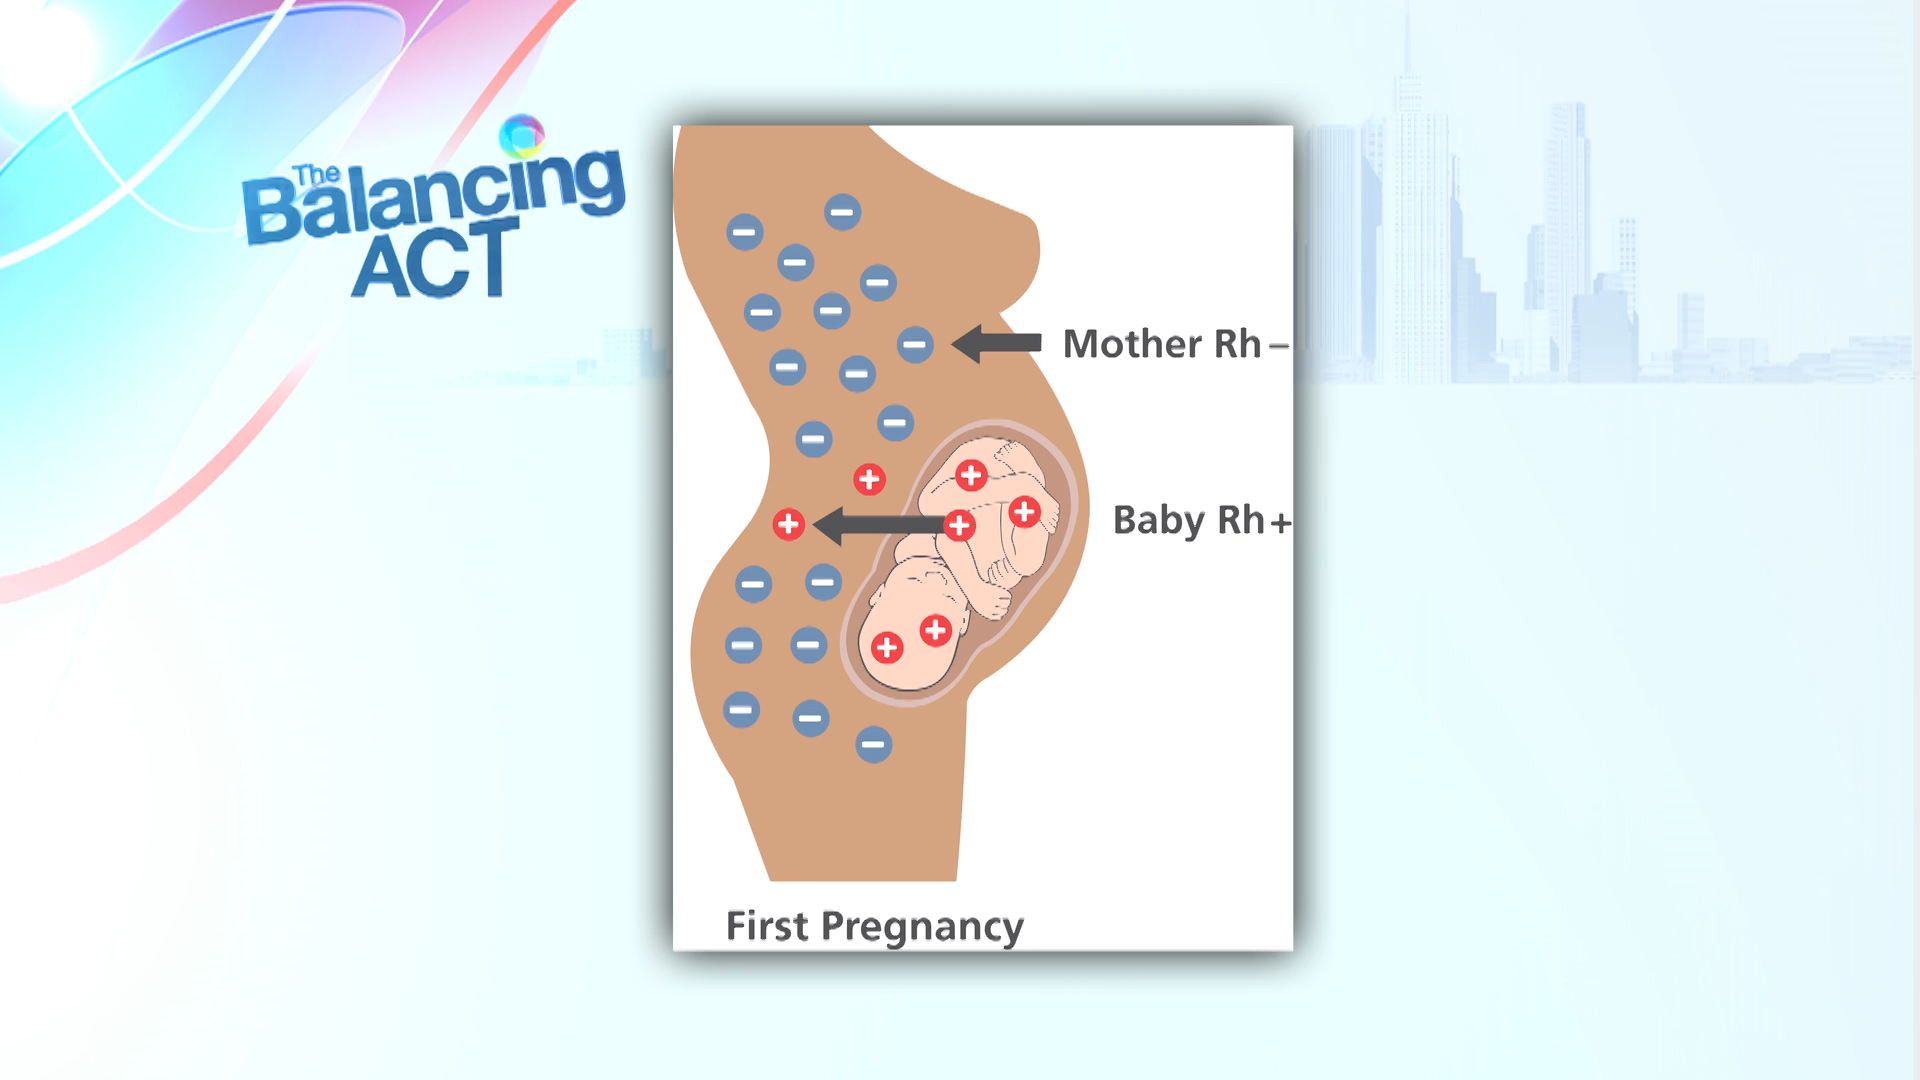 The
Balancing
ACT
Mother Rh –
Baby Rh+
First Pregnancy